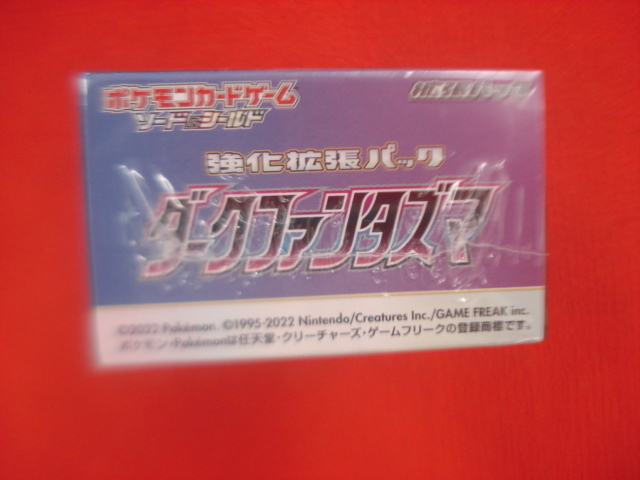 ポケモンカードゲーム
ソード&シールド
強化拡張パック
ダークファンタズマ
©2022 Pokémon. ©1995-2022 Nintendo/Creatures Inc./GAME FREAK inc.
ポケモン・Pokémonは任天堂・クリーチャーズ・ゲームフリークの登録商標です。